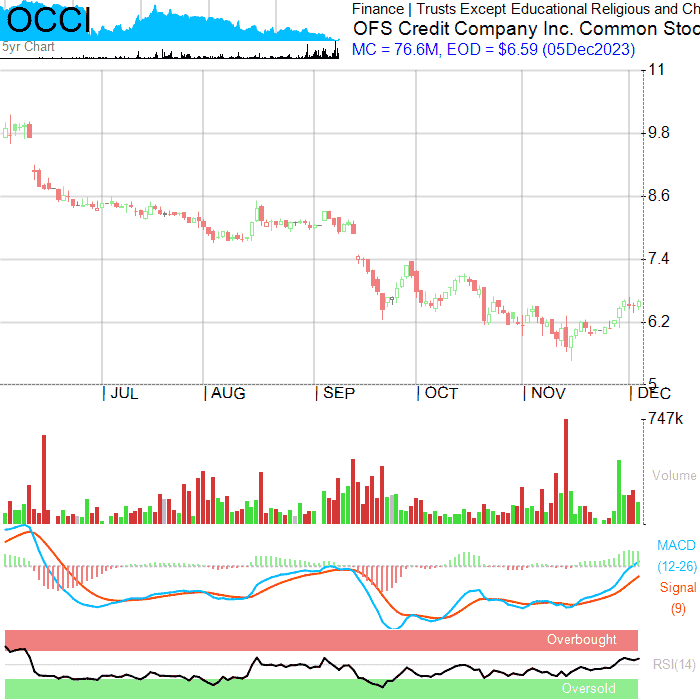 OCCI
5yr Chart
Finance | Trusts Except Educational Religious and Ch
OFS Credit Company Inc. Common Stoc
MC = 76.6M, EOD = $6.59 (05Dec2023)
11
9.8
8.6
7.4
6.2
5
| JUL | AUG | SEP | OCT | NOV | DEC
747k
Volume
MACD
(12-26)
Signal
(9)
Overbought
RSI(14)
Oversold